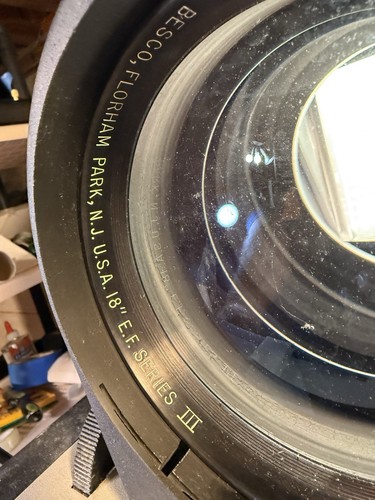 BESCO, FLORHAM PARK, N.J. U.S.A. 18" E.F. SERIES III